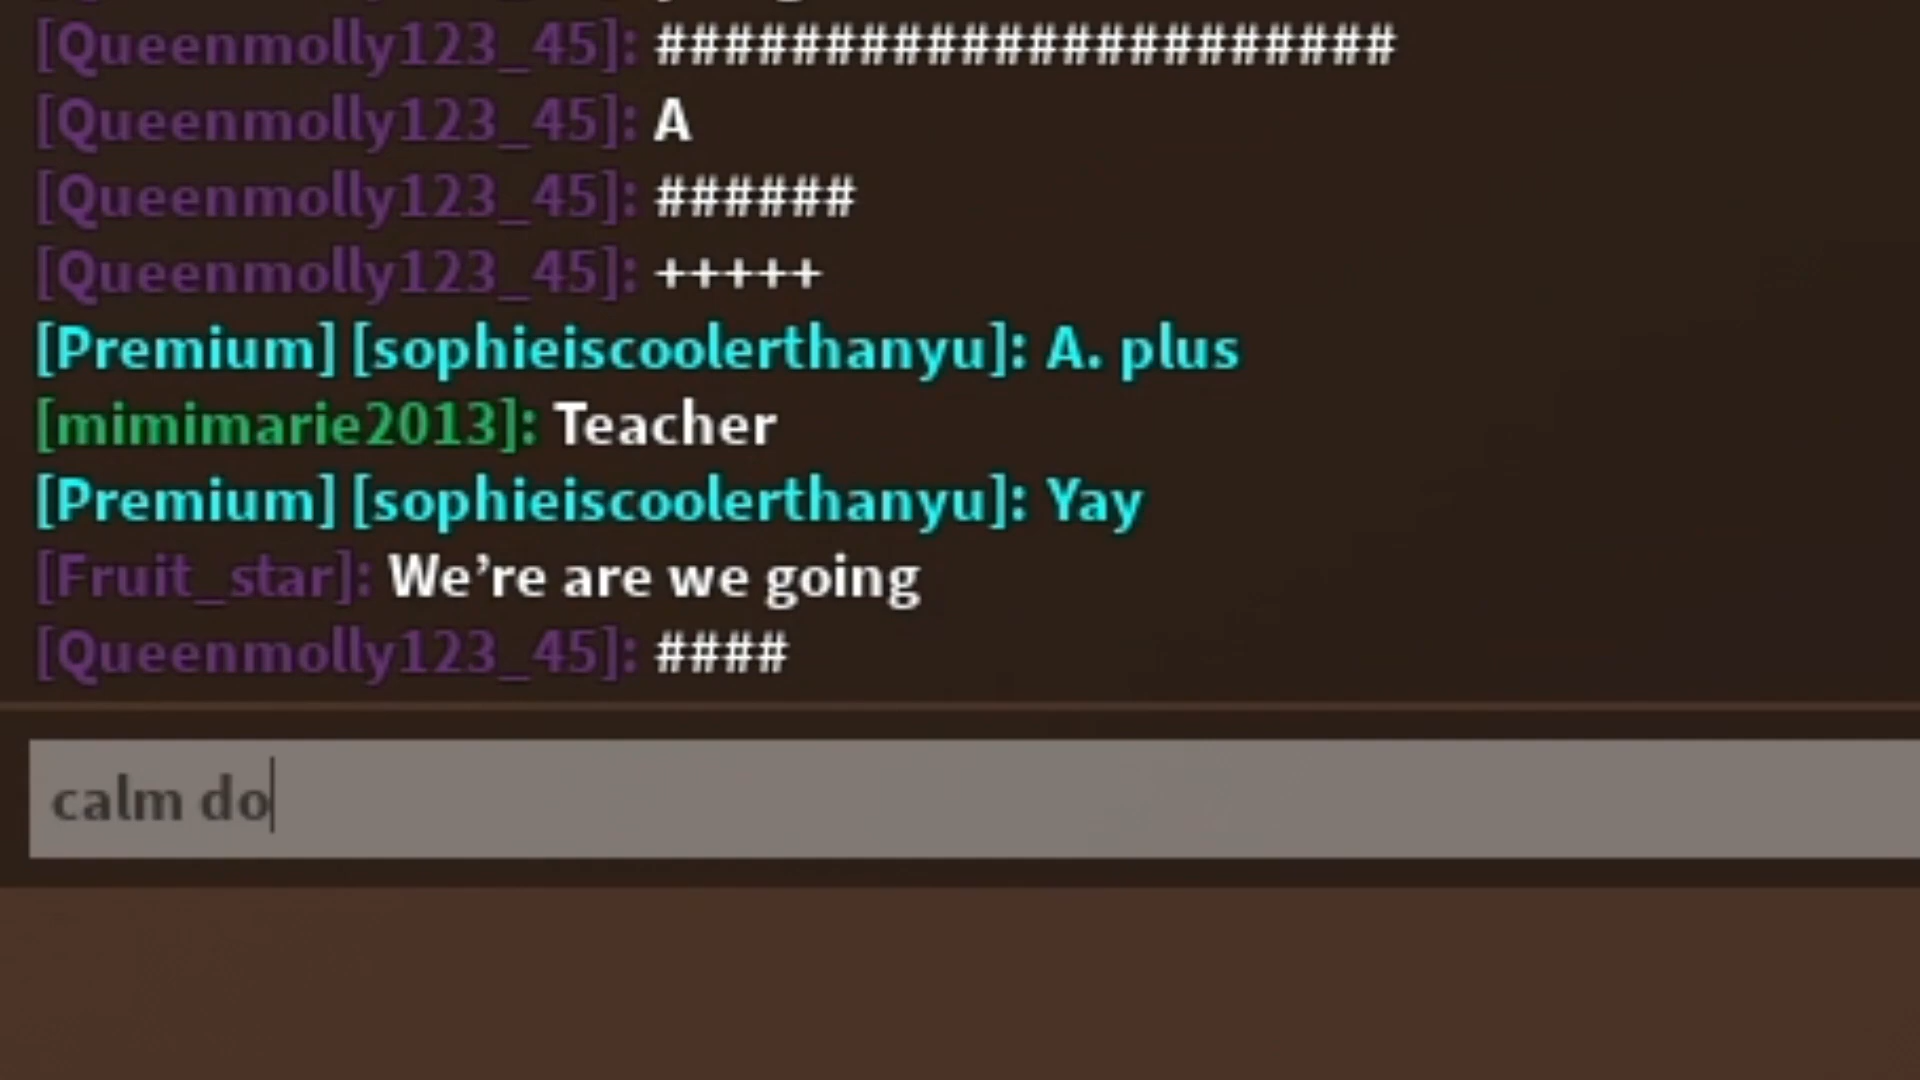 [Queenmolly123_45]: ######################
[Queenmolly123_45]: A
[Queenmolly123_45]: ######
[Queenmolly123_45]: +++++
[Premium] [sophieiscoolerthanyu]: A. plus
[mimimarie2013]: Teacher
[Premium] [sophieiscoolerthanyu]: Yay
[Fruit_star]: We’re are we going
[Queenmolly123_45]: ####
calm do